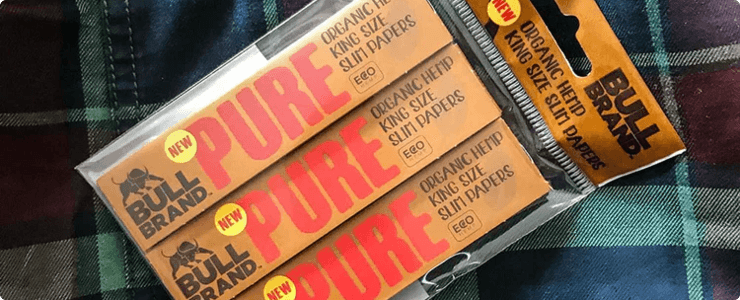 NEW
BULL
BRAND™
PURE
ORGANIC HEMP
KING SIZE
SLIM PAPERS
ECO
NEW
BULL
BRAND™
PURE
ORGANIC HEMP
KING SIZE
SLIM PAPERS
ECO
NEW
PURE
ORGANIC HEMP
KING SIZE
SLIM PAPERS
ECO
NEW
ORGANIC HEMP
KING SIZE
SLIM PAPERS
BULL
BRAND